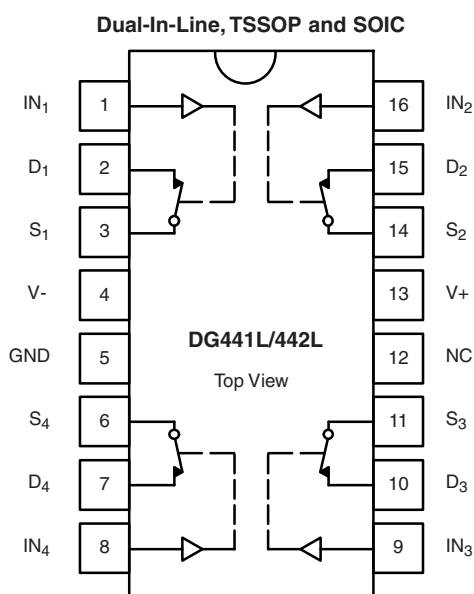 Dual-In-Line, TSSOP and SOIC
IN1 1 16 IN2
D1 2 15 D2
S1 3 14 S2
V- 4 13 V+
DG441L/442L
GND 5 12 NC
Top View
S4 6 11 S3
D4 7 10 D3
IN4 8 9 IN3